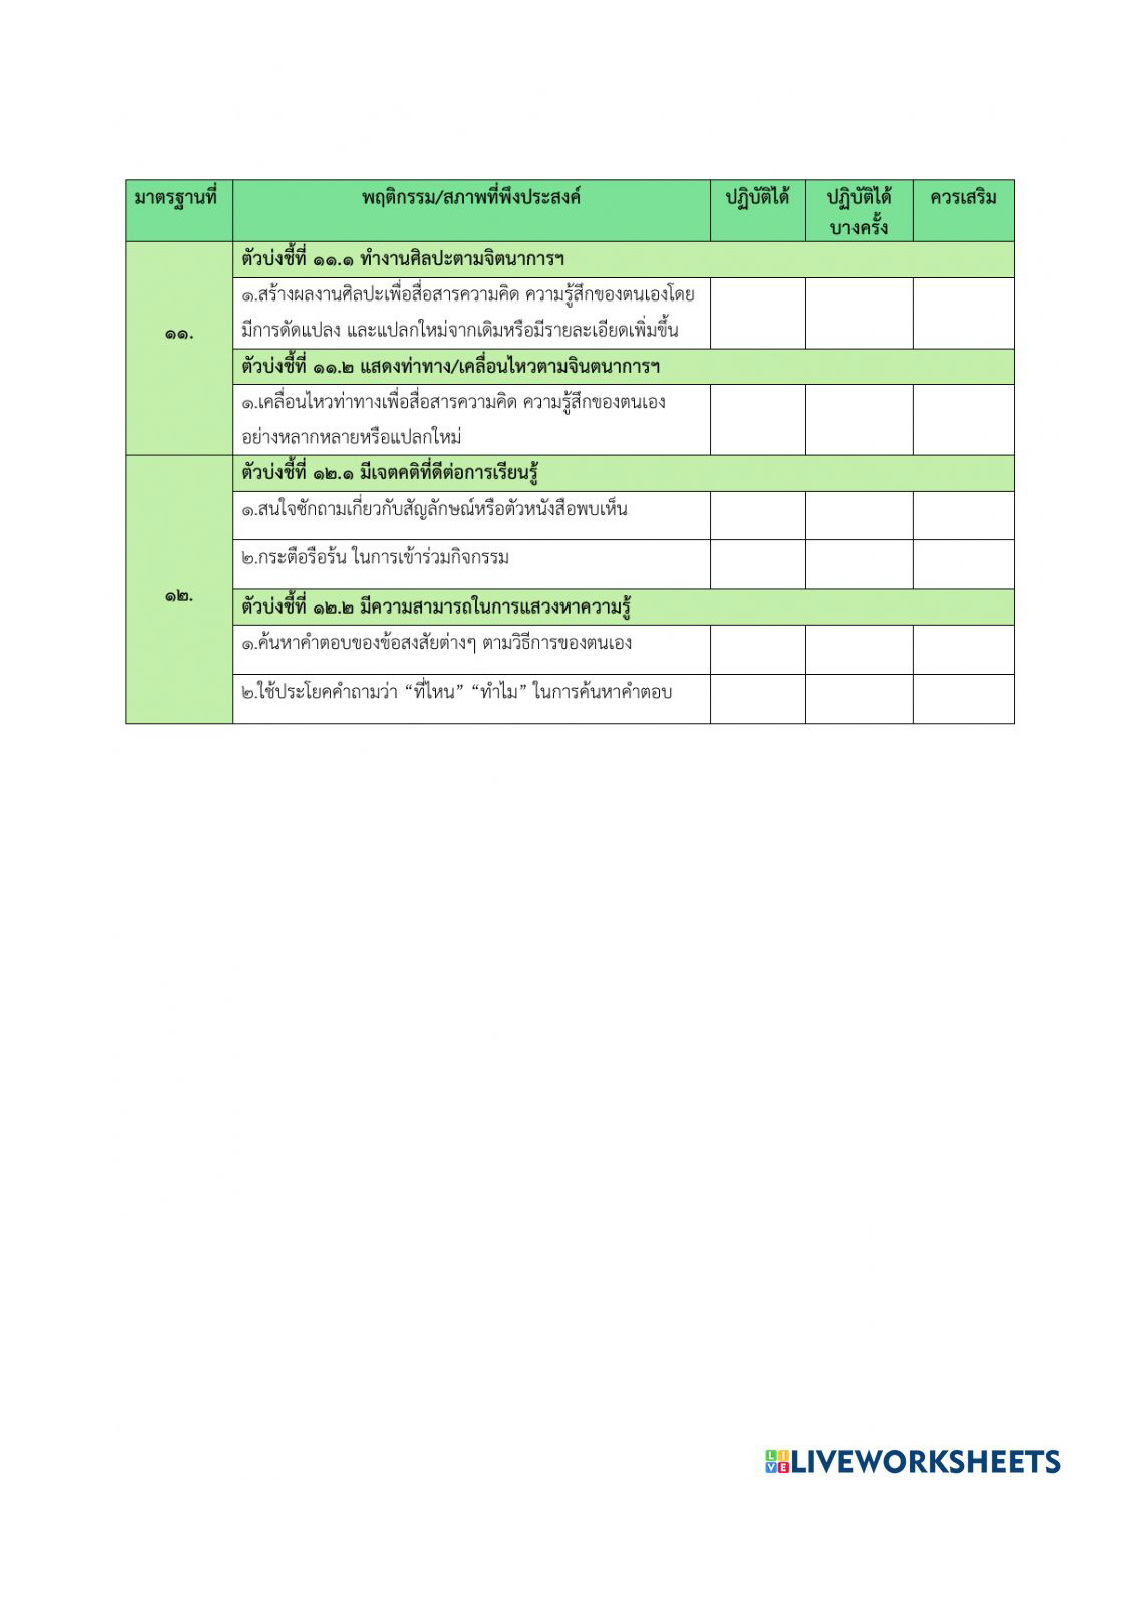 มาตรฐานที่ พฤติกรรม/สภาพที่พึงประสงค์ ปฏิบัติได้ ปฏิบัติได้ ควรเสริม
บางครั้ง
ตัวบ่งชี้ที่ ๑๑.๑ ทำงานศิลปะตามจิตนาการฯ
๑.สร้างผลงานศิลปะเพื่อสื่อสารความคิด ความรู้สึกของตนเองโดย
๑๑. มีการดัดแปลง และแปลกใหม่จากเดิมหรือมีรายละเอียดเพิ่มขึ้น
ตัวบ่งชี้ที่ ๑๑.๒ แสดงท่าทาง/เคลื่อนไหวตามจินตนาการฯ
๑.เคลื่อนไหวท่าทางเพื่อสื่อสารความคิด ความรู้สึกของตนเอง
อย่างหลากหลายหรือแปลกใหม่
ตัวบ่งชี้ที่ ๑๒.๑ มีเจตคติที่ดีต่อการเรียนรู้
๑.สนใจซักถามเกี่ยวกับสัญลักษณ์หรือตัวหนังสือพบเห็น
๒.กระตือรือร้น ในการเข้าร่วมกิจกรรม
๑๒.
ตัวบ่งชี้ที่ ๑๒.๒ มีความสามารถในการแสวงหาความรู้
๑.ค้นหาคำตอบของข้อสงสัยต่างๆ ตามวิธีการของตนเอง
๒.ใช้ประโยคคำถามว่า “ที่ไหน” “ทำไม” ในการค้นหาคำตอบ
LIVE LIVEWORKSHEETS